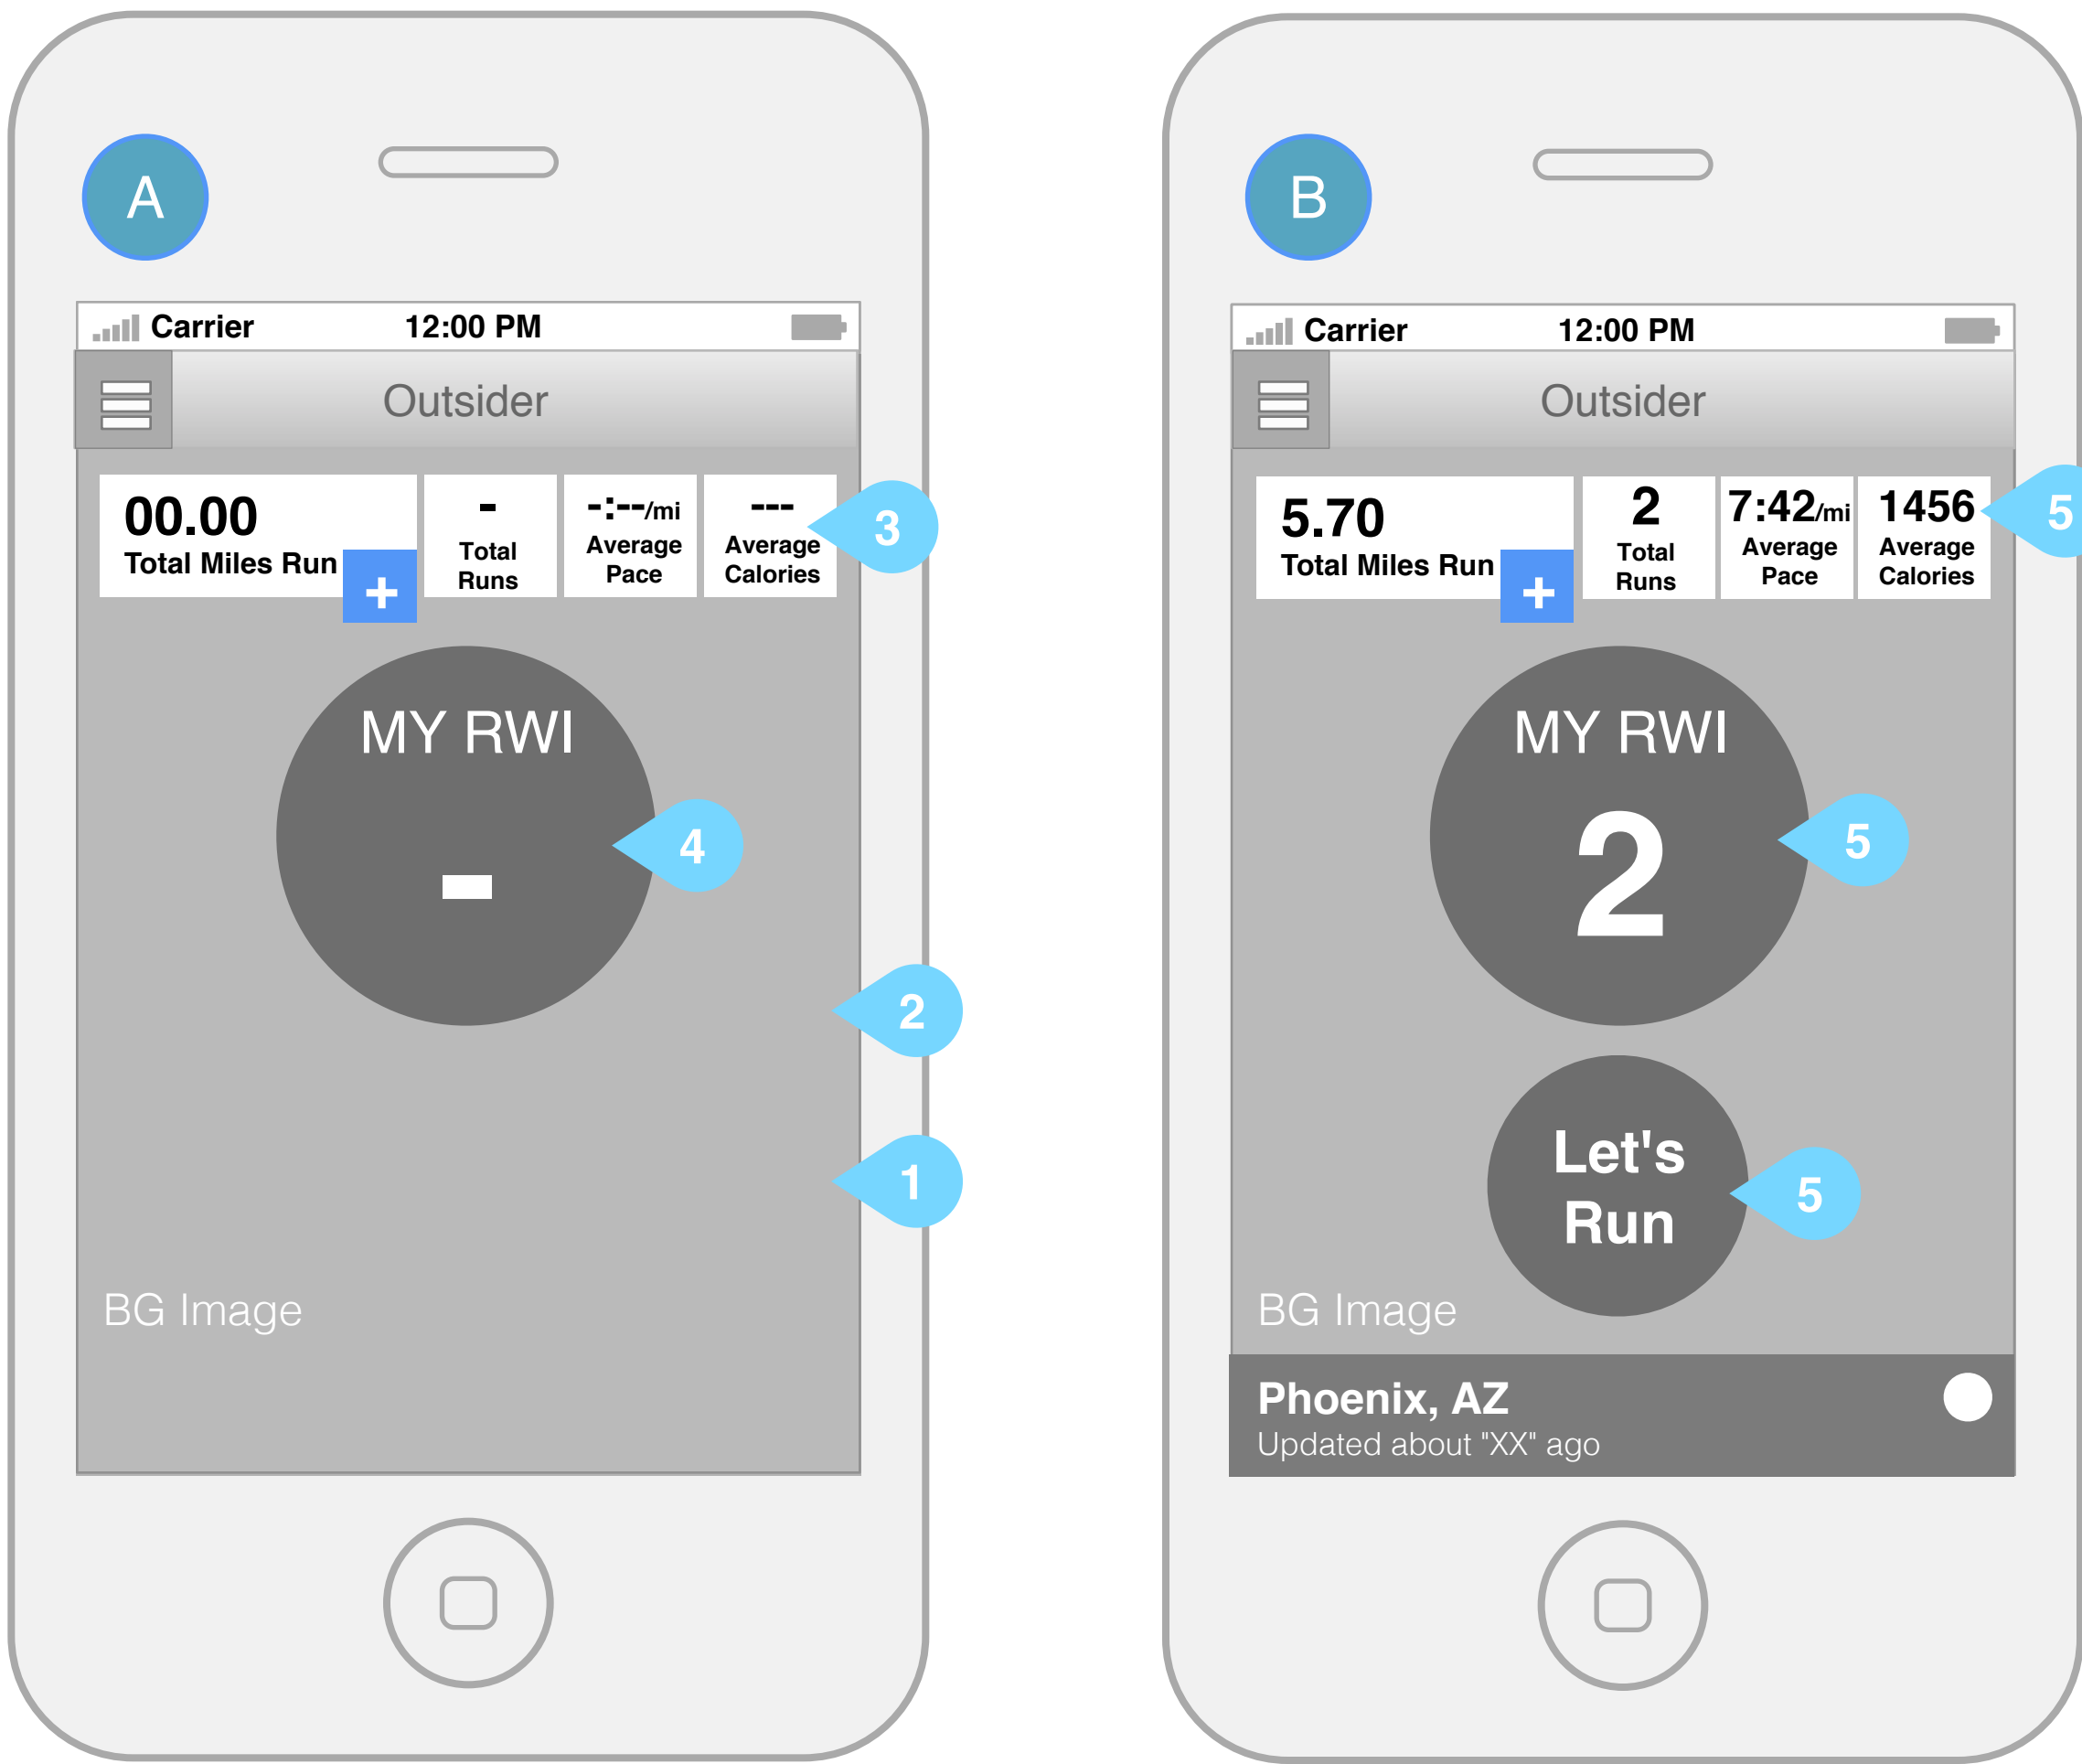 A
Carrier 12:00 PM
Outsider
00.00
Total Miles Run
+
-
Total
Runs
-:--/mi
Average
Pace
---
Average
Calories
3
MY RWI
-
4
2
1
BG Image
B
Carrier 12:00 PM
Outsider
5.70
Total Miles Run
+
2
Total
Runs
7:42/mi
Average
Pace
1456
Average
Calories
5
MY RWI
2
5
Let's
Run
5
BG Image
Phoenix, AZ
Updated about "XX" ago